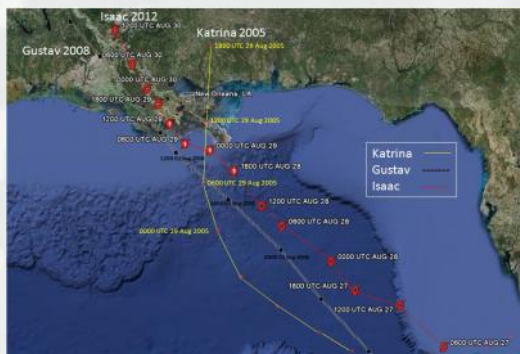 Isaac 2012
1200 UTC AUG 30
Katrina 2005
Gustav 2008
0600 UTC AUG 30
1800 UTC 29 Aug 2005
0000 UTC AUG 30
New Orleans, LA
1800 UTC AUG 29
1200 UTC AUG 29
1200 UTC 29 Aug 2005
0600 UTC AUG 29
0000 UTC AUG 29
Katrina
Gustav
Isaac
1800 UTC AUG 28
0600 UTC 29 Aug 2005
1200 UTC AUG 28
0600 UTC AUG 28
0000 UTC 29 Aug 2005
0000 UTC AUG 28
1800 UTC AUG 27
1200 UTC AUG 27
0600 UTC AUG 27